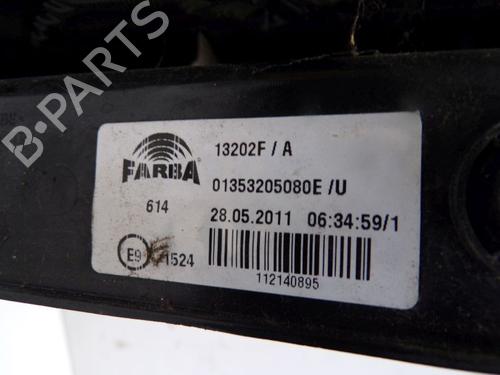 B-PARTS
FARBA
13202F / A
01353205080E /U
614
28.05.2011 06:34:59/1
E9
1524
112140895